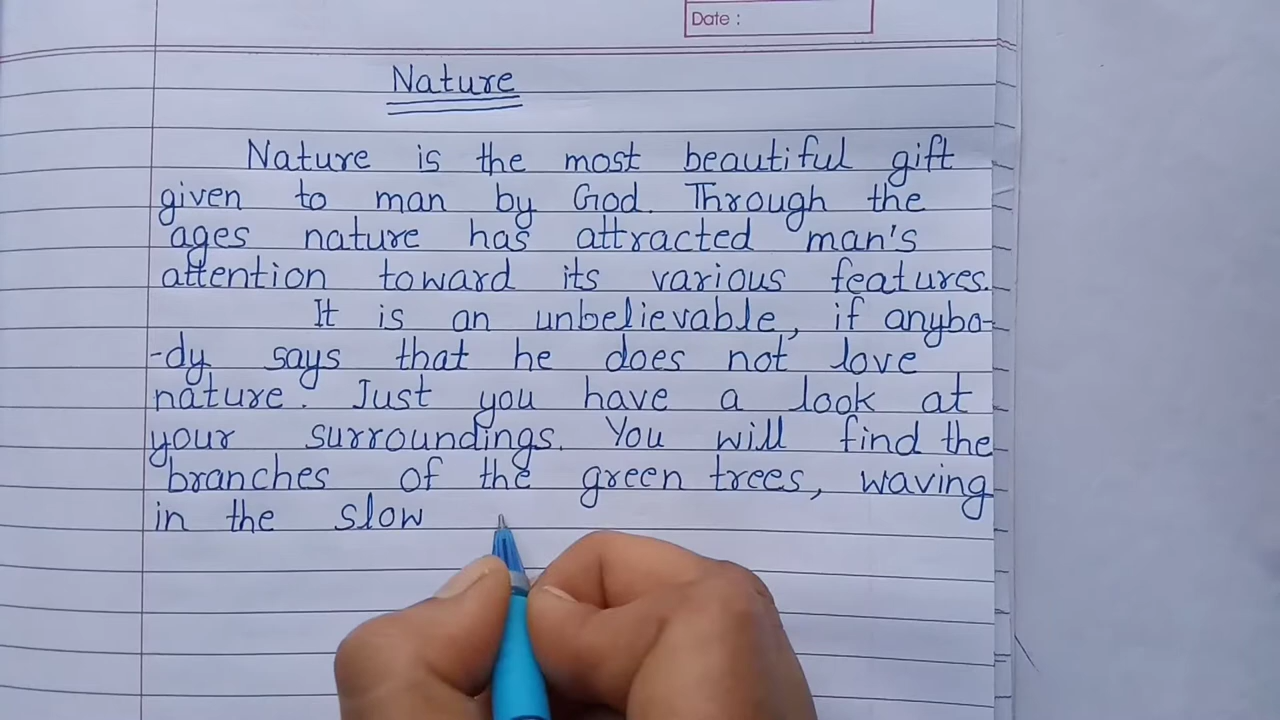 Date :
Nature
Nature is the most beautiful gift
given to man by God. Through the
ages nature has attracted man's
attention toward its various features.
It is an unbelievable, if anybo-
-dy says that he does not love
nature. Just you have a look at
your surroundings. You will find the
branches of the green trees, waving
in the slow